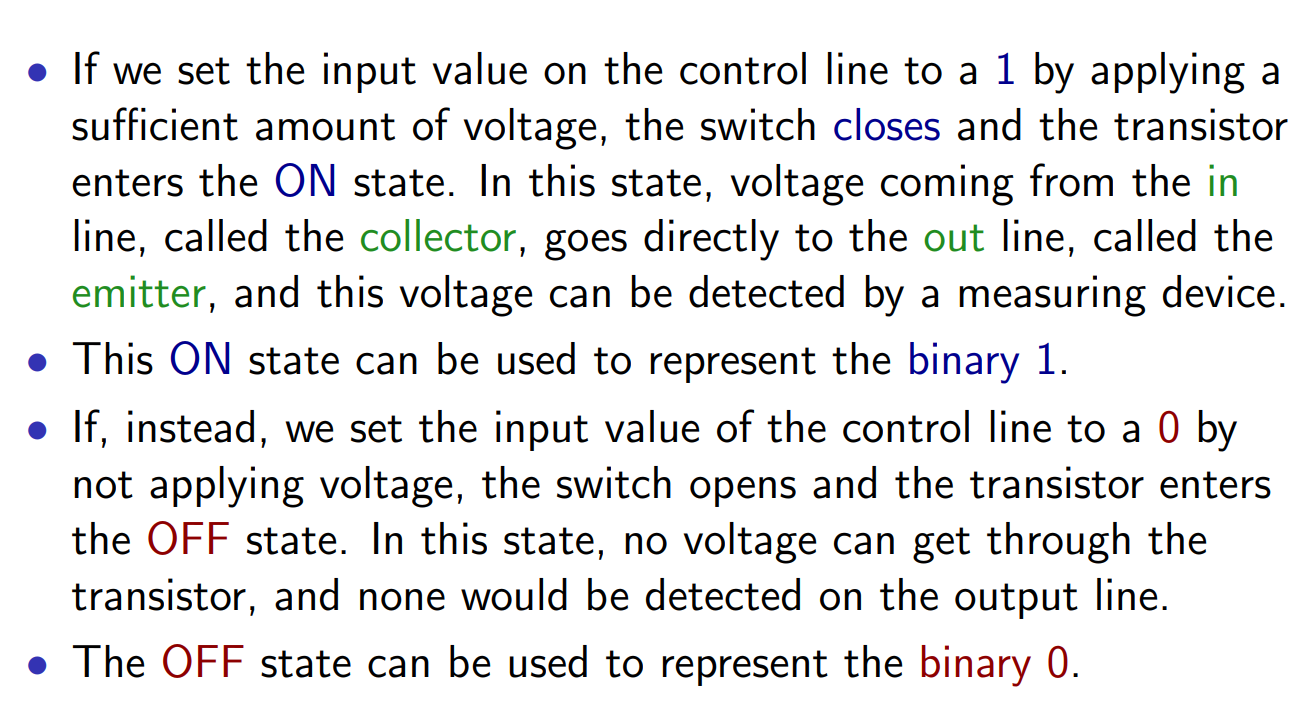 • If we set the input value on the control line to a 1 by applying a
sufficient amount of voltage, the switch closes and the transistor
enters the ON state. In this state, voltage coming from the in
line, called the collector, goes directly to the out line, called the
emitter, and this voltage can be detected by a measuring device.
• This ON state can be used to represent the binary 1.
• If, instead, we set the input value of the control line to a 0 by
not applying voltage, the switch opens and the transistor enters
the OFF state. In this state, no voltage can get through the
transistor, and none would be detected on the output line.
• The OFF state can be used to represent the binary 0.